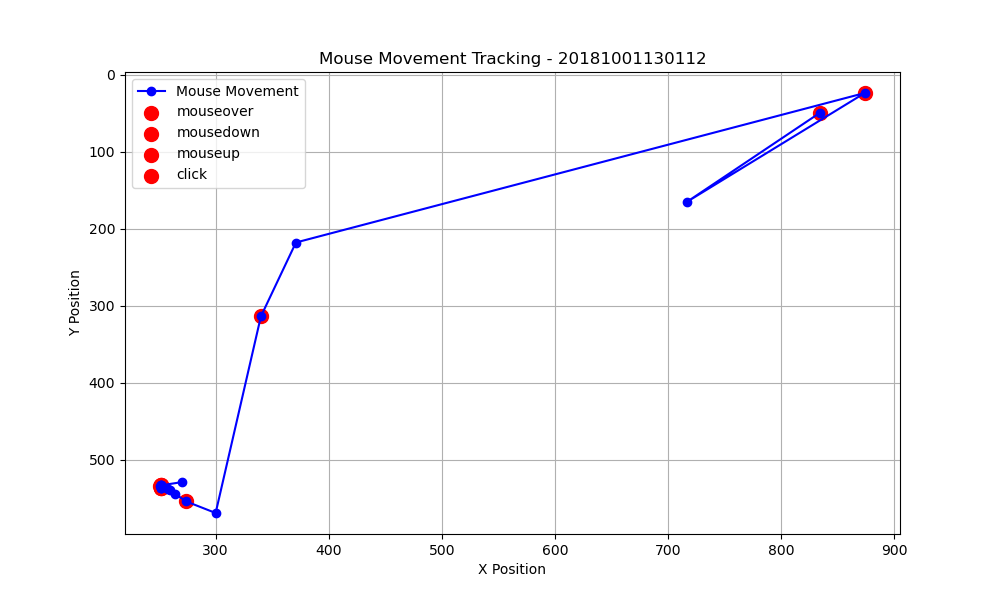 Mouse Movement Tracking - 20181001130112
Mouse Movement
mouseover
mousedown
mouseup
click
0
100
200
300
400
500
Y Position
300 400 500 600 700 800 900
X Position